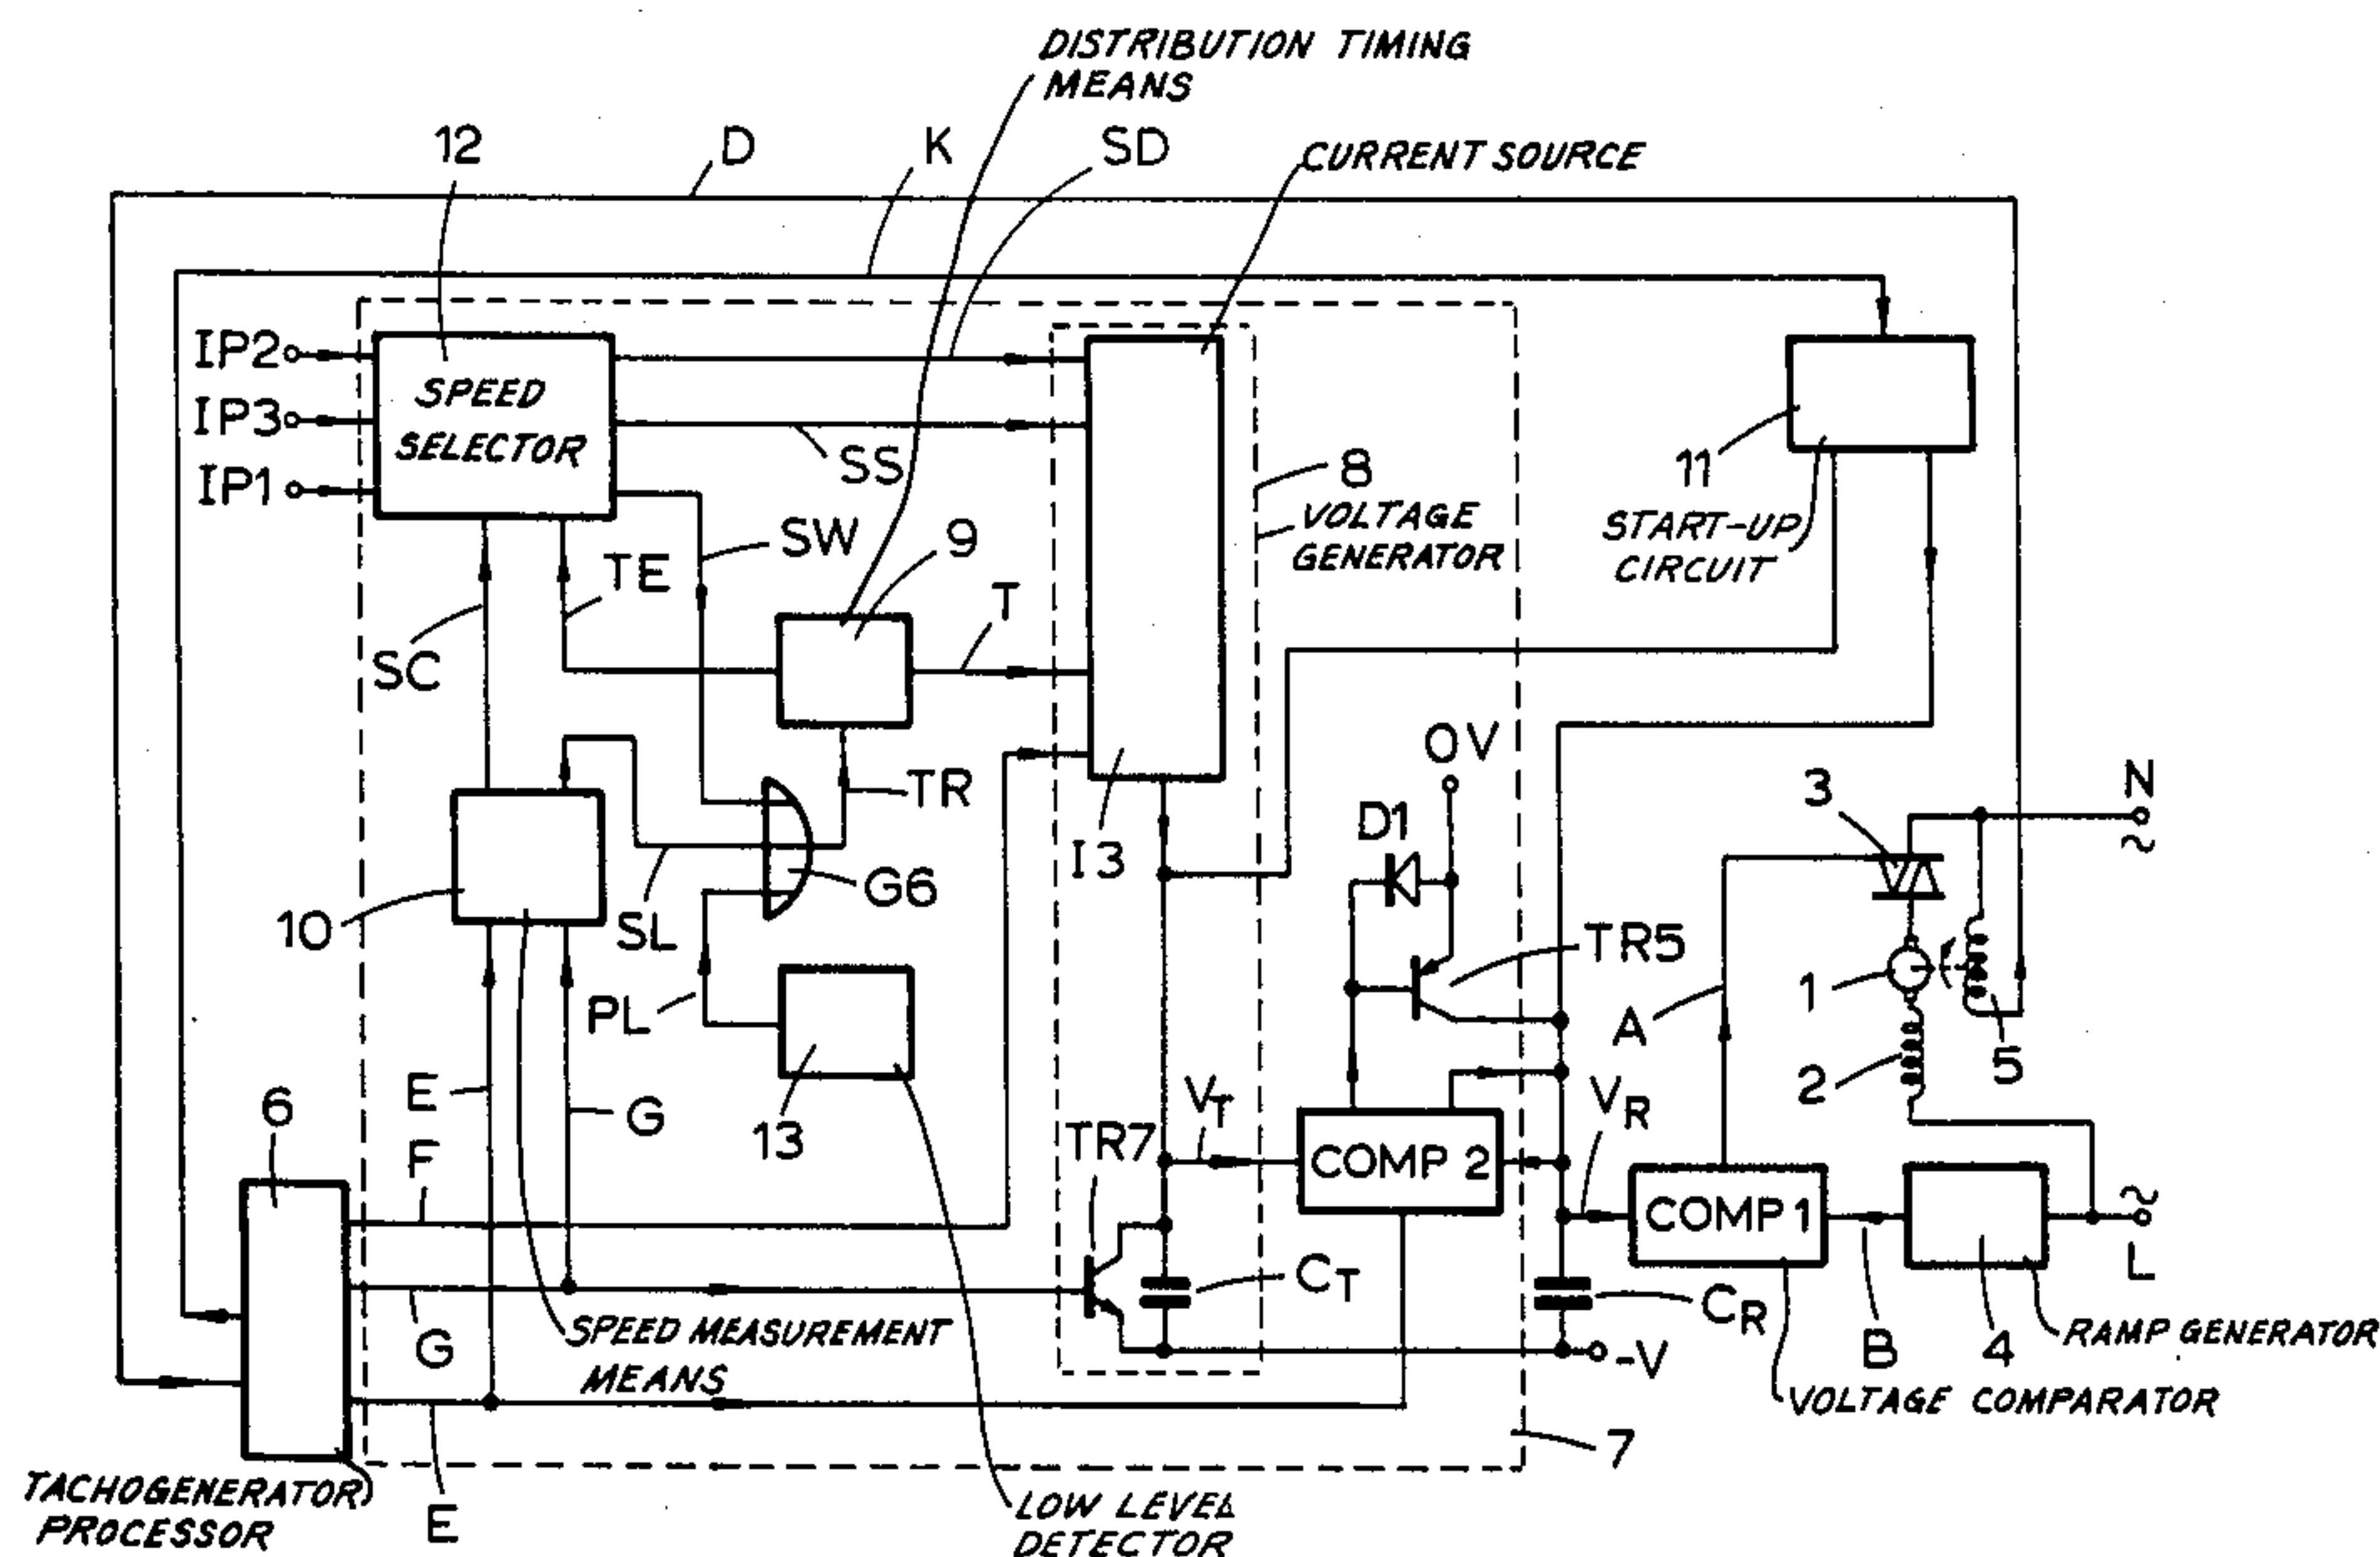 DISTRIBUTION TIMING
MEANS
12
D
K
SD
CURRENT SOURCE
IP2
IP3
IP1
SPEED
SELECTOR
SS
8
VOLTAGE
GENERATOR
11
START-UP
CIRCUIT
SW
9
TE
T
SC
0V
TR
N
~
3
D1
I3
G6
10
SL
TR5
PL
1
A
5
2
E
G
6
13
F
TR7
VT
COMP 2
VR
COMP 1
~
L
CT
CR
SPEED MEASUREMENT
MEANS
G
-V
B
4
RAMP GENERATOR
VOLTAGE COMPARATOR
7
TACHOGENERATOR
PROCESSOR
E
LOW LEVEL
DETECTOR